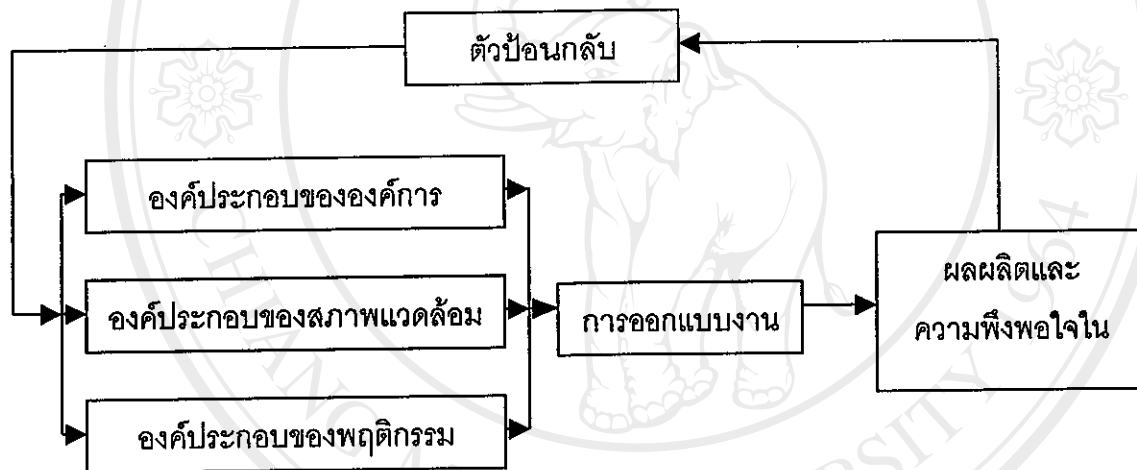 ตัวป้อนกลับ
องค์ประกอบขององค์การ
องค์ประกอบของสภาพแวดล้อม
การออกแบบงาน
ผลผลิตและ
ความพึงพอใจใน
องค์ประกอบของพฤติกรรม
CHIANG
RSITY 964